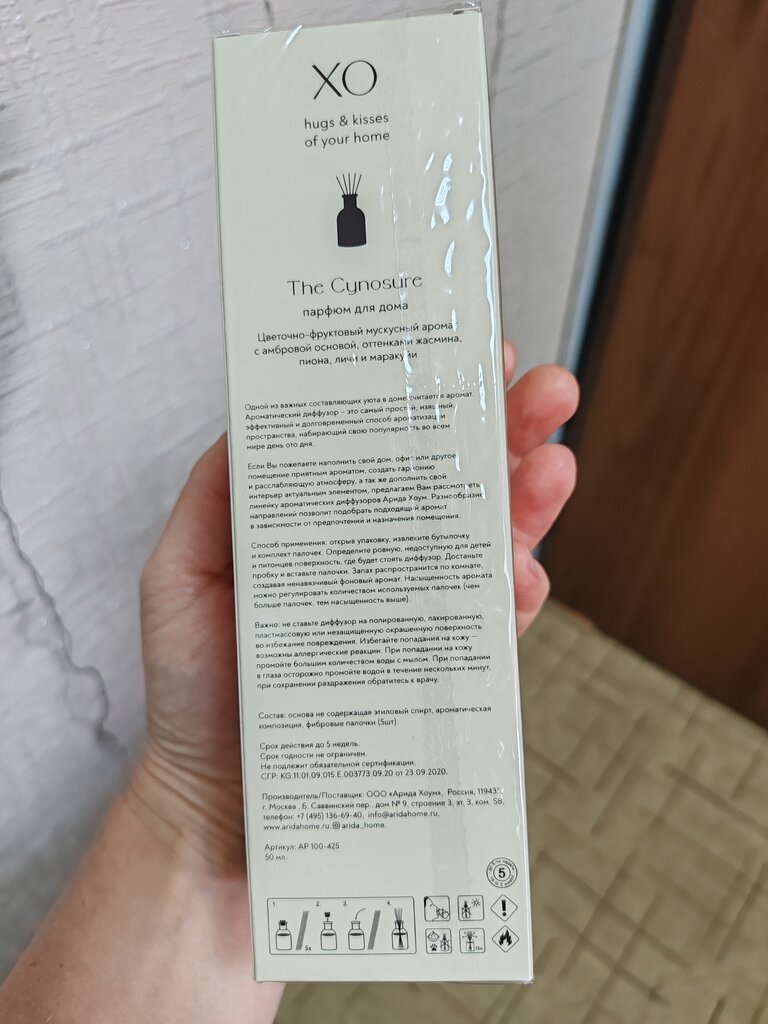 XO
hugs & kisses
of your home
The Cynosure
парфюм для дома
Цветочно-фруктовый мускусный аромат
с амбровой основой, оттенками жасмина,
пиона, личи и маракуйи
Одной из важных составляющих уюта в доме считается аромат.
Ароматический диффузор – это самый простой, изящный,
эффективный и долговременный способ ароматизации
пространства, набирающий свою популярность во всем
мире день ото дня.
Если Вы пожелаете наполнить свой дом, офис или другое
помещение приятным ароматом, создать гармонию
и расслабляющую атмосферу, а так же дополнить свой
интерьер актуальным элементом, предлагаем Вам рассмотреть
линейку ароматических диффузоров Арида Хоум. Разнообразие
направлений позволит подобрать подходящий аромат
в зависимости от предпочтений и назначения помещения.
Способ применения: открыв упаковку, извлеките бутылочку
и комплект палочек. Определите ровную, недоступную для детей
и питомцев поверхность, где будет стоять диффузор. Достаньте
пробку и вставьте палочки. Запах распространится по комнате,
создавая ненавязчивый фоновый аромат. Насыщенность аромата
можно регулировать количеством используемых палочек (чем
больше палочек, тем насыщенность выше).
Важно: не ставьте диффузор на полированную, лакированную,
пластмассовую или незащищенную окрашенную поверхность
во избежание повреждения. Избегайте попадания на кожу –
возможны аллергические реакции. При попадании на кожу
промойте большим количеством воды с мылом. При попадании
в глаза осторожно промойте водой в течение нескольких минут,
при сохранении раздражения обратитесь к врачу.
Состав: основа не содержащая этиловый спирт, ароматическая
композиция, фибровые палочки (5шт).
Срок действия до 5 недель.
Срок годности не ограничен.
Не подлежит обязательной сертификации.
СГР: KG.11.01.09.015.Е.003773.09.20 от 23.09.2020.
Производитель/Поставщик: ООО «Арида Хоум», Россия, 119435,
г. Москва, Б. Саввинский пер., дом № 9, строение 3, эт. 3, ком. 58,
телефон: +7 (495) 136-69-40, info@aridahome.ru,
www.aridahome.ru, arida_home.
Артикул: AP 100-425
50 мл.
5
1. 2. 3. 4.
5x